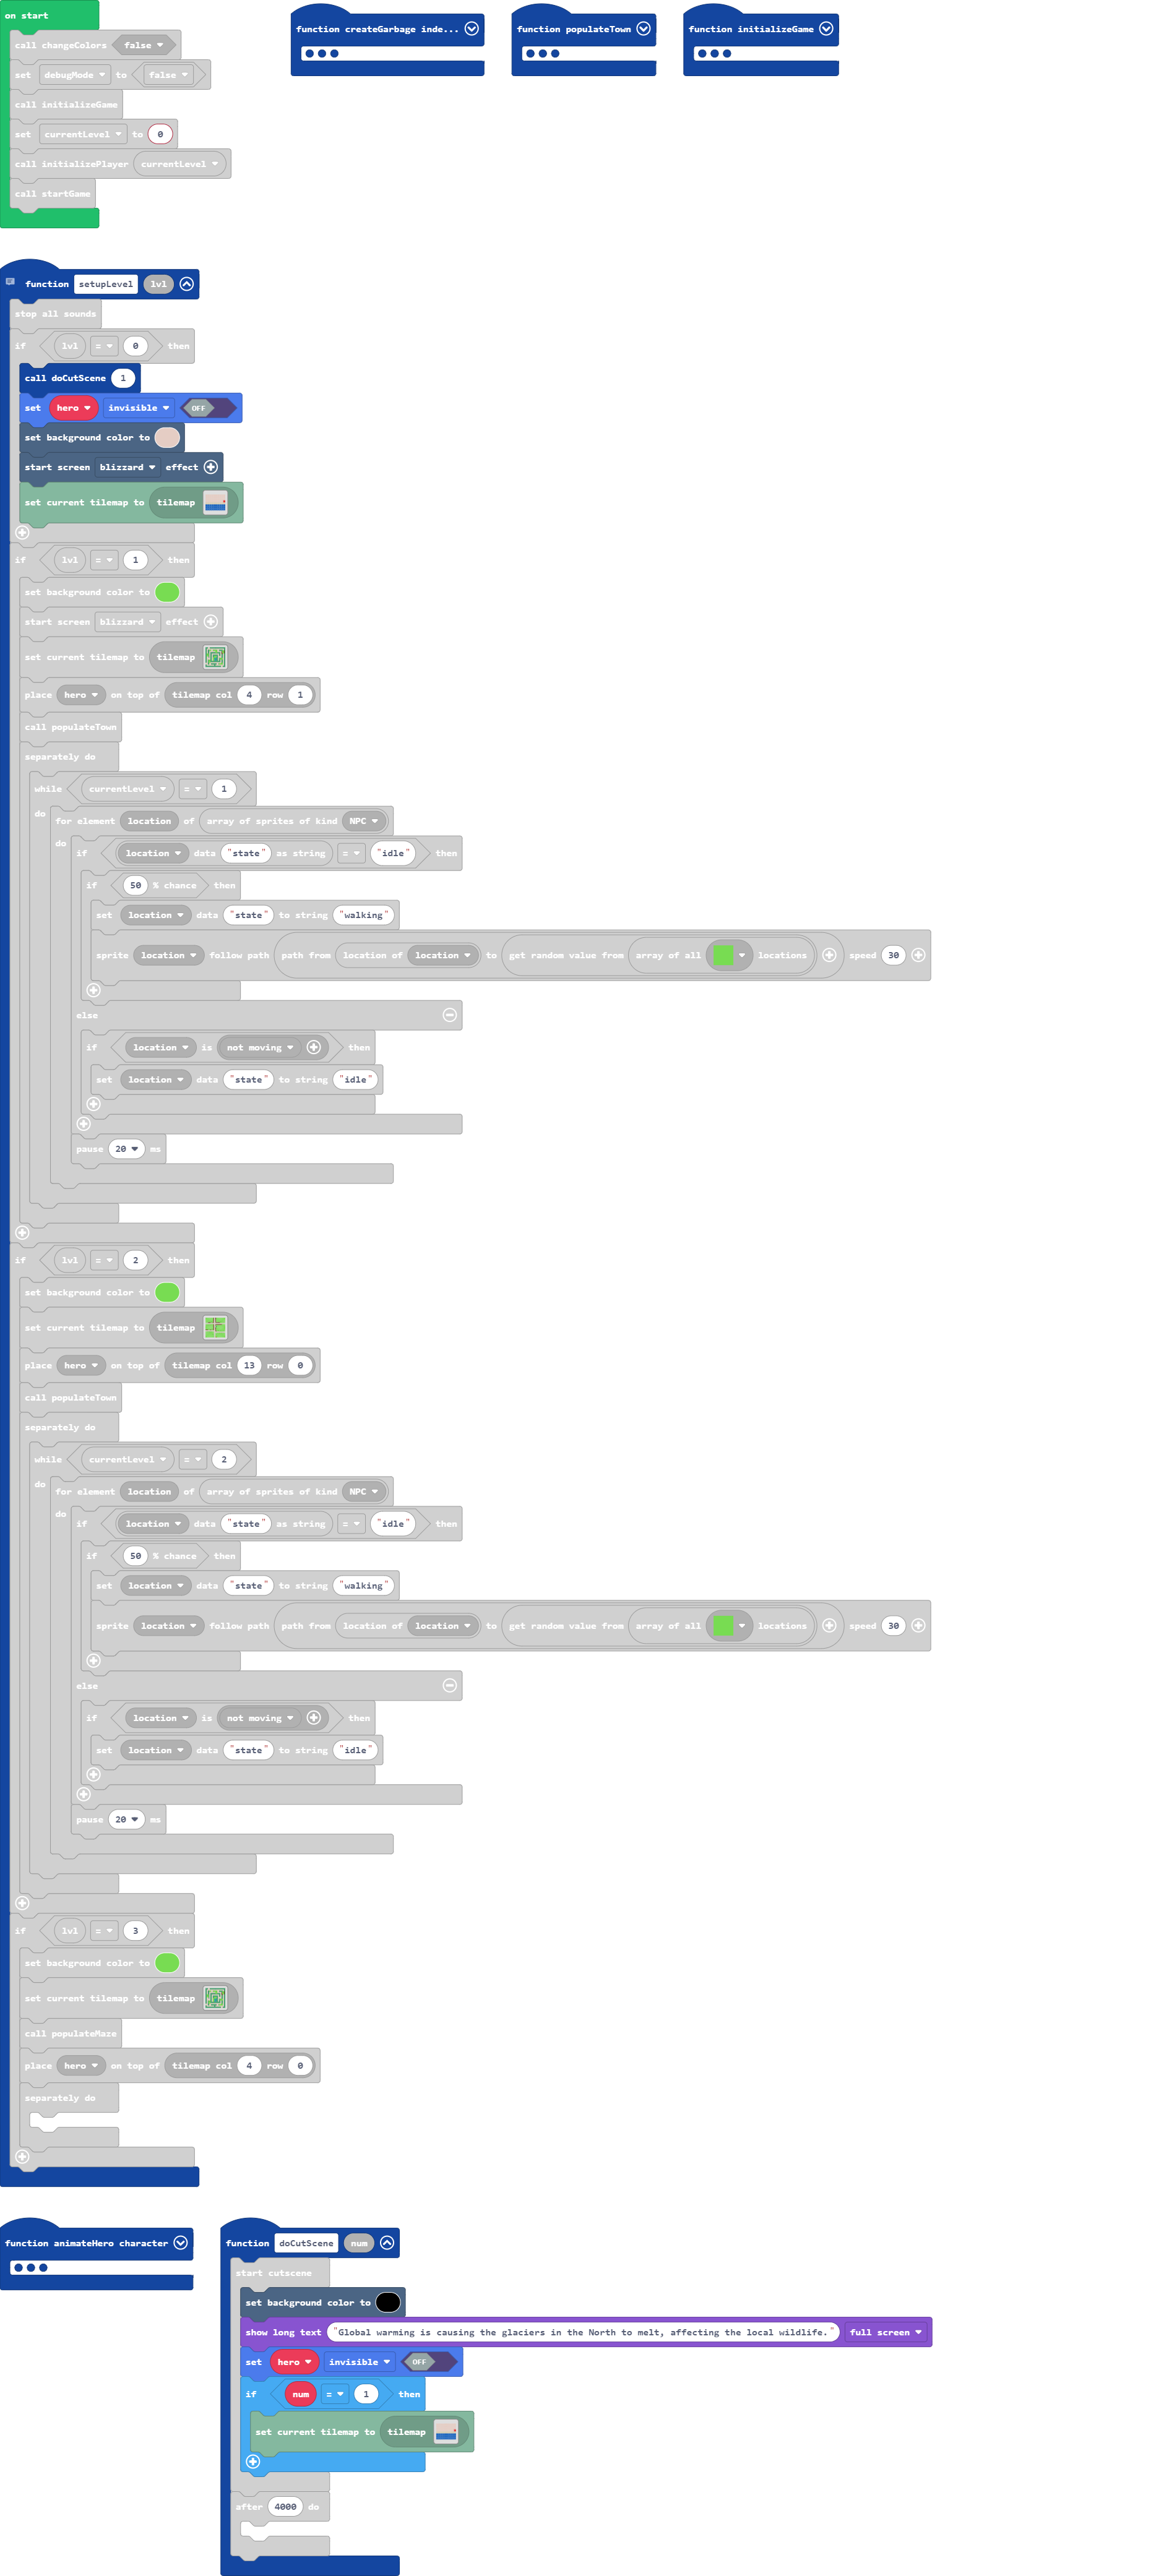 on start
call changeColors false
set debugMode to false
call initializeGame
set currentLevel to 0
call initializePlayer currentLevel
call startGame
function createGarbage inde...
function populateTown
function initializeGame
function setupLevel lvl
stop all sounds
if lvl = 0 then
call doCutScene 1
set hero invisible OFF
set background color to
start screen blizzard effect
set current tilemap to tilemap
if lvl = 1 then
set background color to
start screen blizzard effect
set current tilemap to tilemap
place hero on top of tilemap col 4 row 1
call populateTown
separately do
while currentLevel = 1
do for element location of array of sprites of kind NPC
do if location data "state" as string = "idle" then
if 50 % chance then
set location data "state" to string "walking"
sprite location follow path path from location of location to get random value from array of all locations speed 30
else
if location is not moving then
set location data "state" to string "idle"
pause 20 ms
if lvl = 2 then
set background color to
set current tilemap to tilemap
place hero on top of tilemap col 13 row 0
call populateTown
separately do
while currentLevel = 2
do for element location of array of sprites of kind NPC
do if location data "state" as string = "idle" then
if 50 % chance then
set location data "state" to string "walking"
sprite location follow path path from location of location to get random value from array of all locations speed 30
else
if location is not moving then
set location data "state" to string "idle"
pause 20 ms
if lvl = 3 then
set background color to
set current tilemap to tilemap
call populateMaze
place hero on top of tilemap col 4 row 0
separately do
function animateHero character
function doCutScene num
start cutscene
set background color to
show long text "Global warming is causing the glaciers in the North to melt, affecting the local wildlife." full screen
set hero invisible OFF
if num = 1 then
set current tilemap to tilemap
after 4000 do